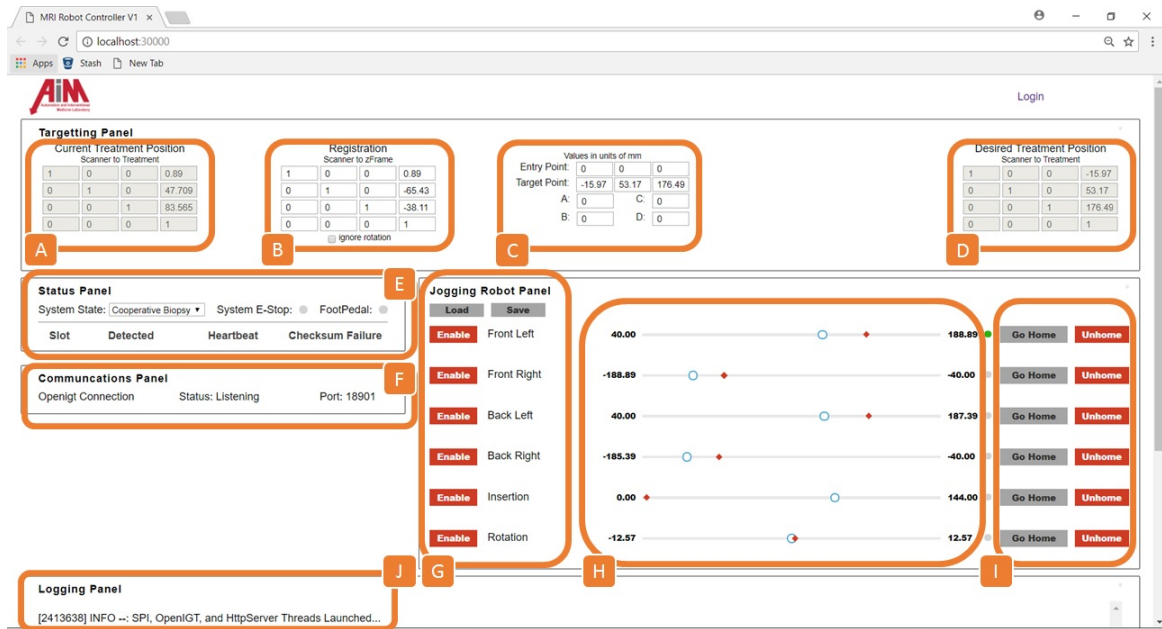 MRI Robot Controller V1
localhost:30000
Apps Stash New Tab
AiM
Login
Targetting Panel
Current Treatment Position
Scanner to Treatment
1 0 0 0.89
0 1 0 47.709
0 0 1 83.565
0 0 0 1
A
Registration
Scanner to zFrame
1 0 0 0.89
0 1 0 -65.43
0 0 1 -38.11
0 0 0 1
ignore rotation
B
Values in units of mm
Entry Point: 0 0 0
Target Point: -15.97 53.17 176.49
A: 0 C: 0
B: 0 D: 0
C
Desired Treatment Position
Scanner to Treatment
1 0 0 -15.97
0 1 0 53.17
0 0 1 176.49
0 0 0 1
D
Status Panel
E
System State: Cooperative Biopsy System E-Stop: FootPedal:
Slot Detected Heartbeat Checksum Failure
Communcations Panel
F
Openigt Connection Status: Listening Port: 18901
Jogging Robot Panel
Load Save
Enable Front Left 40.00 188.89 Go Home Unhome
Enable Front Right -188.89 -40.00 Go Home Unhome
Enable Back Left 40.00 187.39 Go Home Unhome
Enable Back Right -185.39 -40.00 Go Home Unhome
Enable Insertion 0.00 144.00 Go Home Unhome
Enable Rotation -12.57 12.57 Go Home Unhome
G H I
J
Logging Panel
[2413638] INFO --: SPI, OpenIGT, and HttpServer Threads Launched...